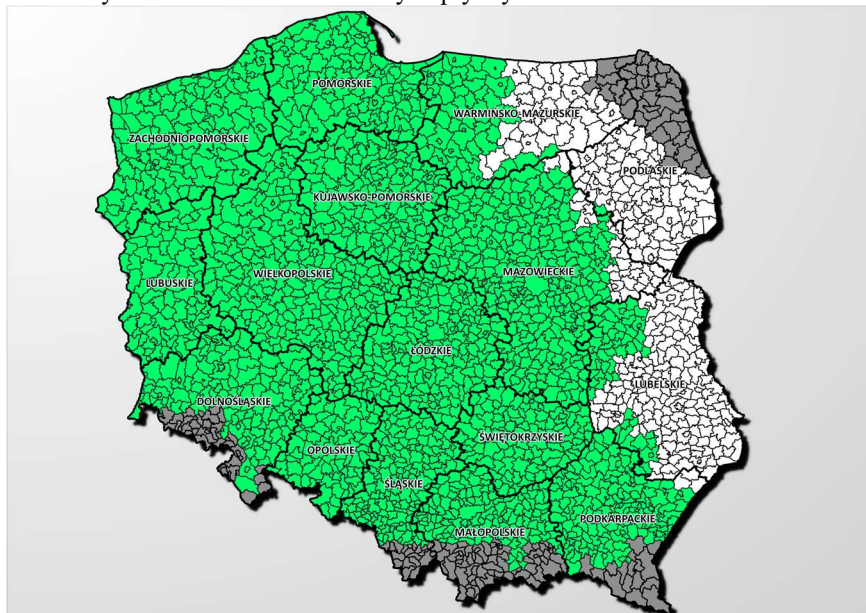 POMORSKIE
WARMIŃSKO-MAZURSKIE
ZACHODNIOPOMORSKIE
PODLASKIE
KUJAWSKO-POMORSKIE
WIELKOPOLSKIE
MAZOWIECKIE
LUBUSKIE
ŁÓDZKIE
LUBELSKIE
DOLNOŚLĄSKIE
ŚWIĘTOKRZYSKIE
OPOLSKIE
ŚLĄSKIE
PODKARPACKIE
MAŁOPOLSKIE